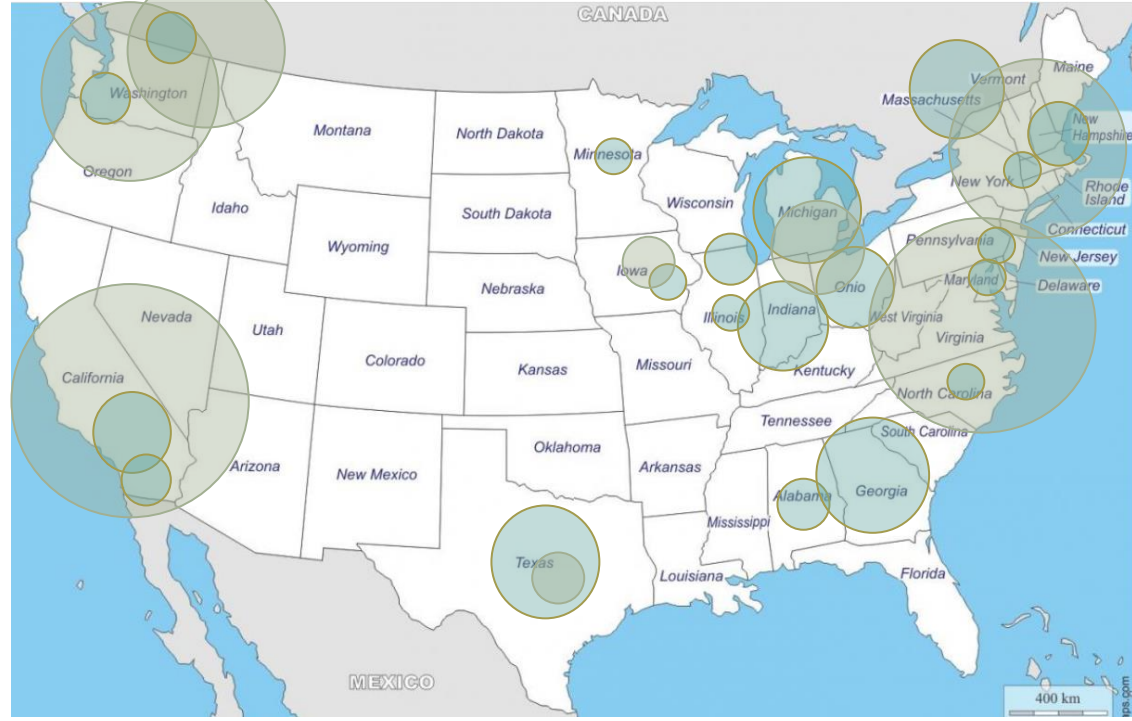 CANADA
Washington
Montana
North Dakota
Minnesota
Vermont
Maine
Massachusetts
New
Hampshire
Oregon
Idaho
South Dakota
Wisconsin
Michigan
New York
Rhode
Island
Connecticut
Wyoming
Iowa
Pennsylvania
New Jersey
Nebraska
Ohio
Maryland
Delaware
Nevada
Utah
Illinois
Indiana
West Virginia
Virginia
California
Colorado
Kansas
Missouri
Kentucky
North Carolina
Tennessee
South Carolina
Oklahoma
Arizona
New Mexico
Arkansas
Alabama
Georgia
Mississippi
Texas
Louisiana
Florida
MEXICO
400 km
ps.com